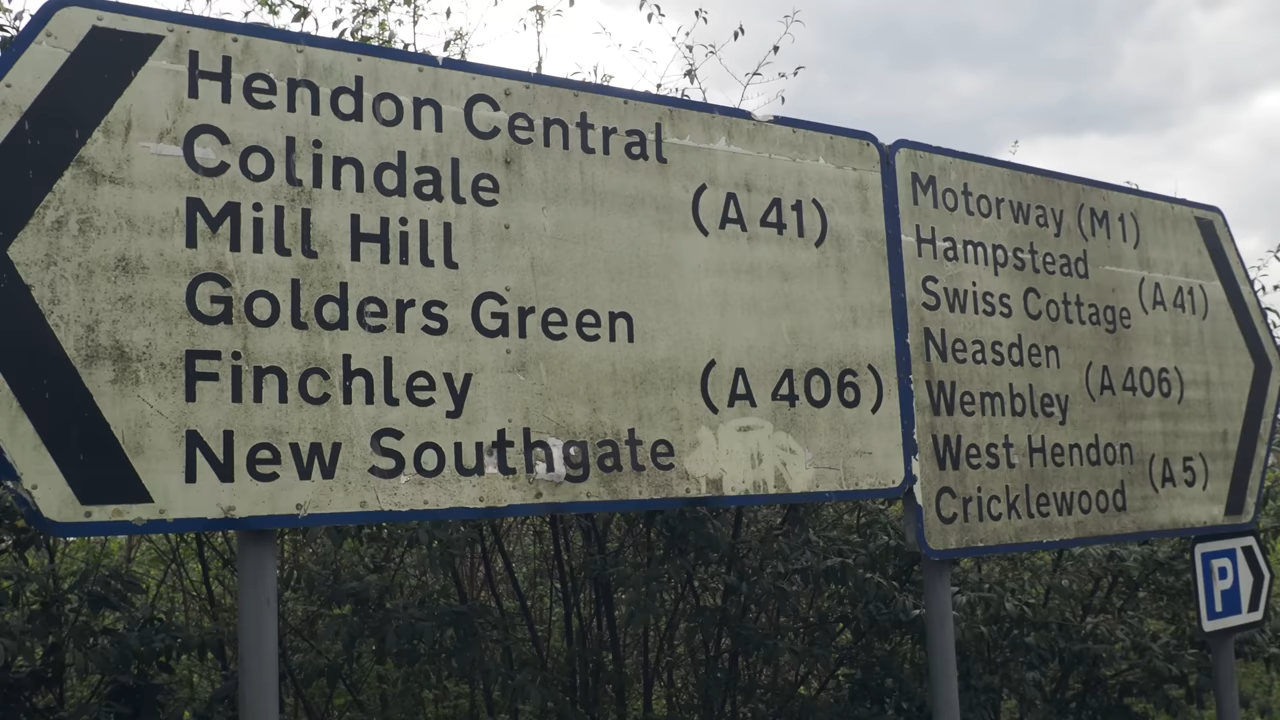 Hendon Central
Colindale
Mill Hill
(A 41)
Golders Green
Finchley
New Southgate
(A 406)
Motorway (M 1)
Hampstead
Swiss Cottage
(A 41)
Neasden
Wembley
(A 406)
West Hendon
Cricklewood
(A 5)
P